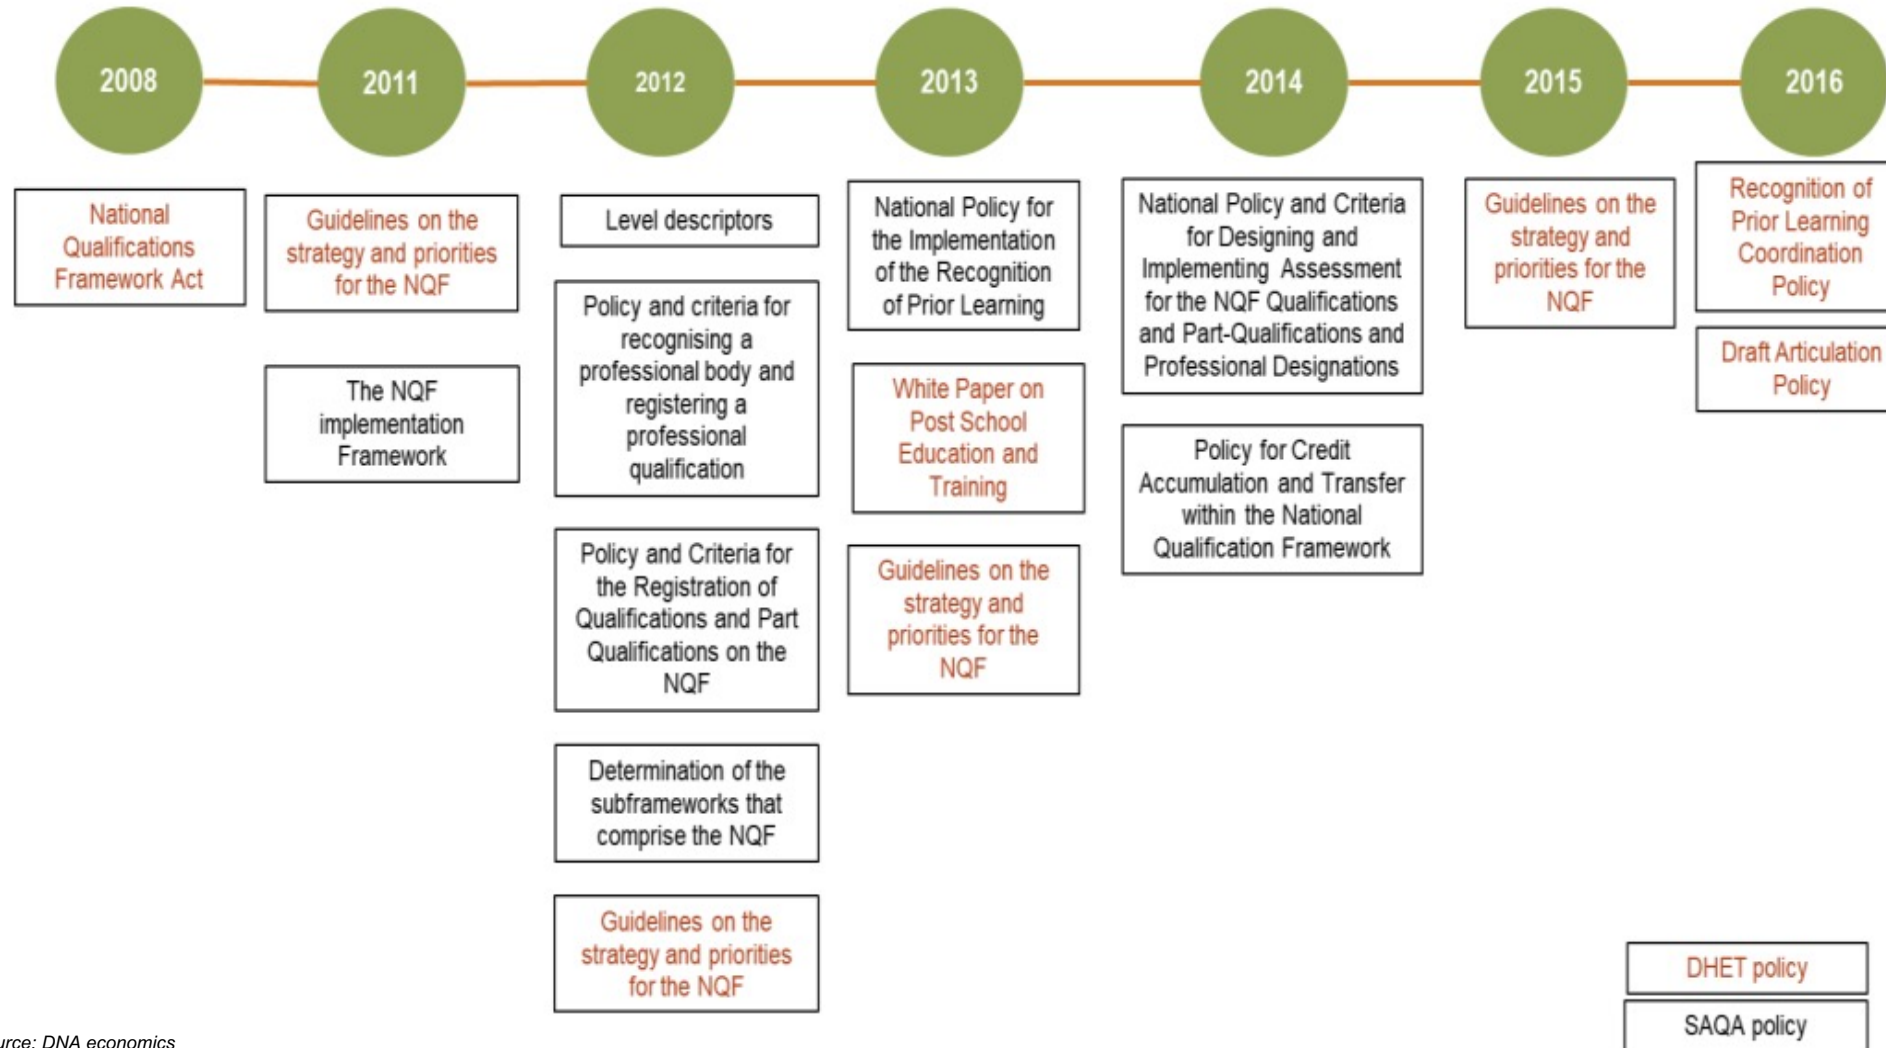 2008
2011
2012
2013
2014
2015
2016
National
Qualifications
Framework Act
Guidelines on the
strategy and priorities
for the NQF
The NQF
implementation
Framework
Level descriptors
Policy and criteria for
recognising a
professional body and
registering a
professional
qualification
Policy and Criteria for
the Registration of
Qualifications and Part
Qualifications on the
NQF
Determination of the
subframeworks that
comprise the NQF
Guidelines on the
strategy and priorities
for the NQF
National Policy for
the Implementation
of the Recognition
of Prior Learning
White Paper on
Post School
Education and
Training
Guidelines on the
strategy and
priorities for the
NQF
National Policy and Criteria
for Designing and
Implementing Assessment
for the NQF Qualifications
and Part-Qualifications and
Professional Designations
Policy for Credit
Accumulation and Transfer
within the National
Qualification Framework
Guidelines on the
strategy and
priorities for the
NQF
Recognition of
Prior Learning
Coordination
Policy
Draft Articulation
Policy
DHET policy
SAQA policy
urce: DNA economics